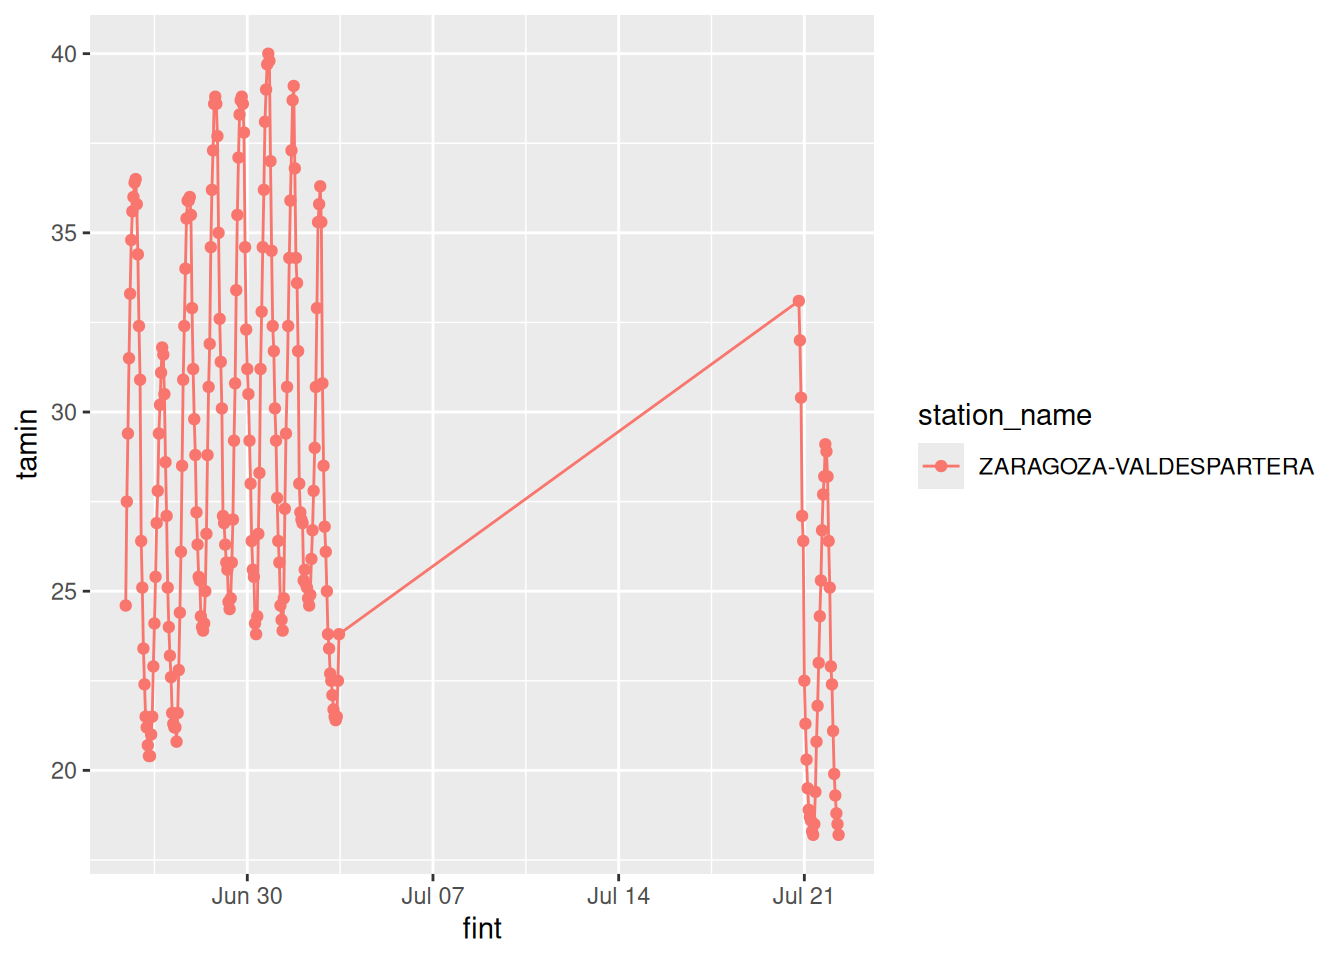 40
35
30
25
20
tamin
Jun 30
Jul 07
Jul 14
Jul 21
fint
station_name
ZARAGOZA-VALDESPARTERA